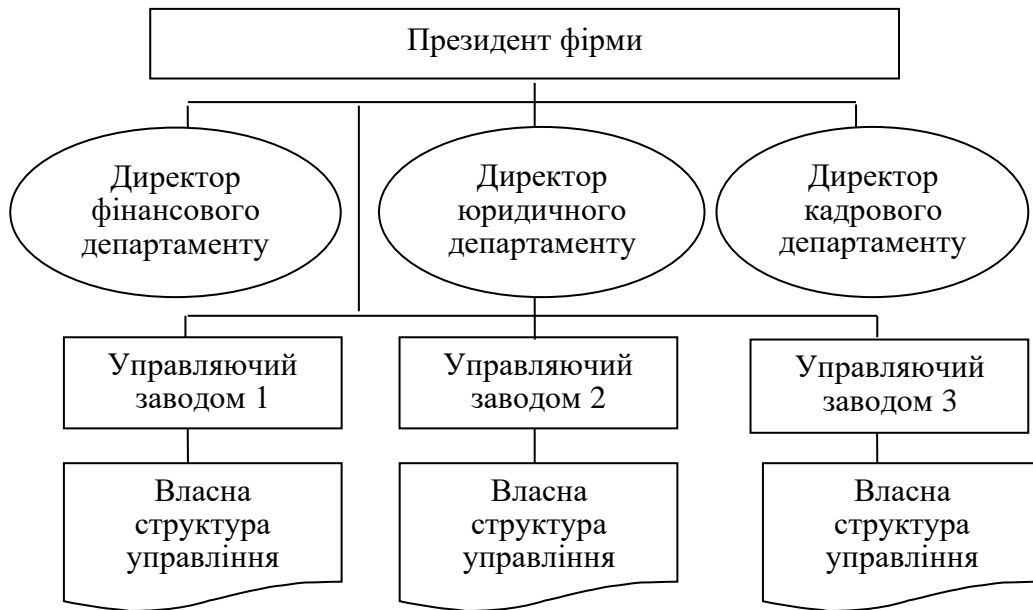 Президент фірми
Директор
фінансового
департаменту
Директор
юридичного
департаменту
Директор
кадрового
департаменту
Управляючий
заводом 1
Управляючий
заводом 2
Управляючий
заводом 3
Власна
структура
управління
Власна
структура
управління
Власна
структура
управління